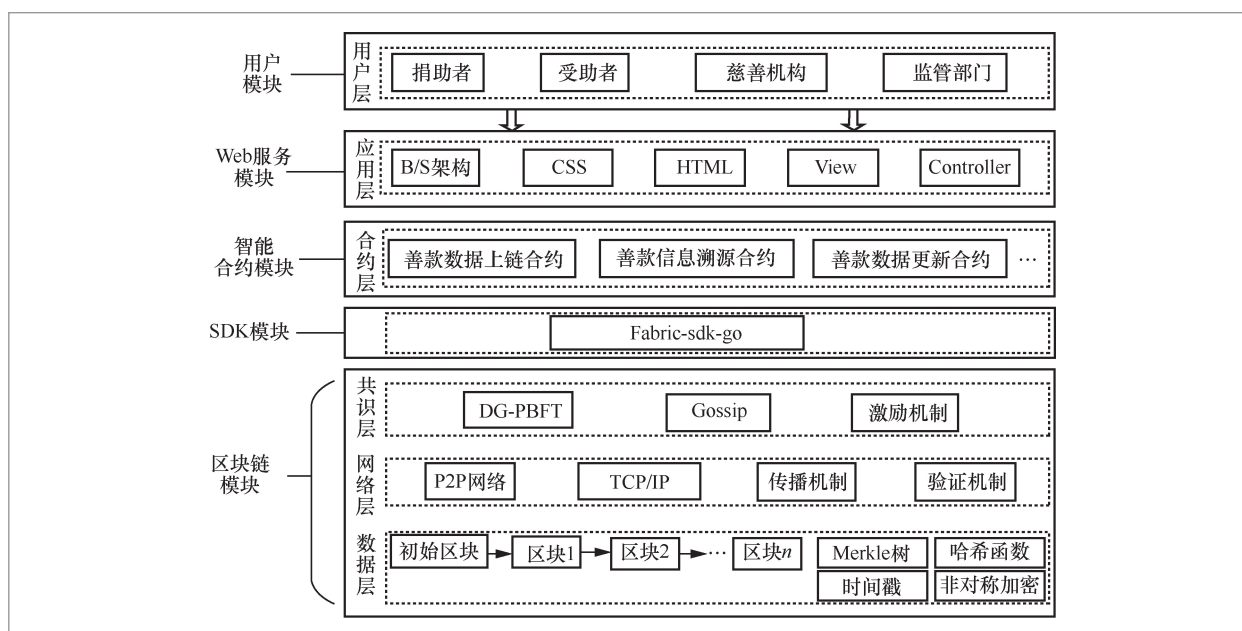 用户
模块
用户层
捐助者
受助者
慈善机构
监管部门
Web服务
模块
应用层
B/S架构
CSS
HTML
View
Controller
智能
合约模块
合约层
善款数据上链合约
善款信息溯源合约
善款数据更新合约
…
SDK模块
Fabric-sdk-go
区块链
模块
共识层
DG-PBFT
Gossip
激励机制
网络层
P2P网络
TCP/IP
传播机制
验证机制
数据层
初始区块
区块1
区块2
…
区块n
Merkle树
哈希函数
时间戳
非对称加密